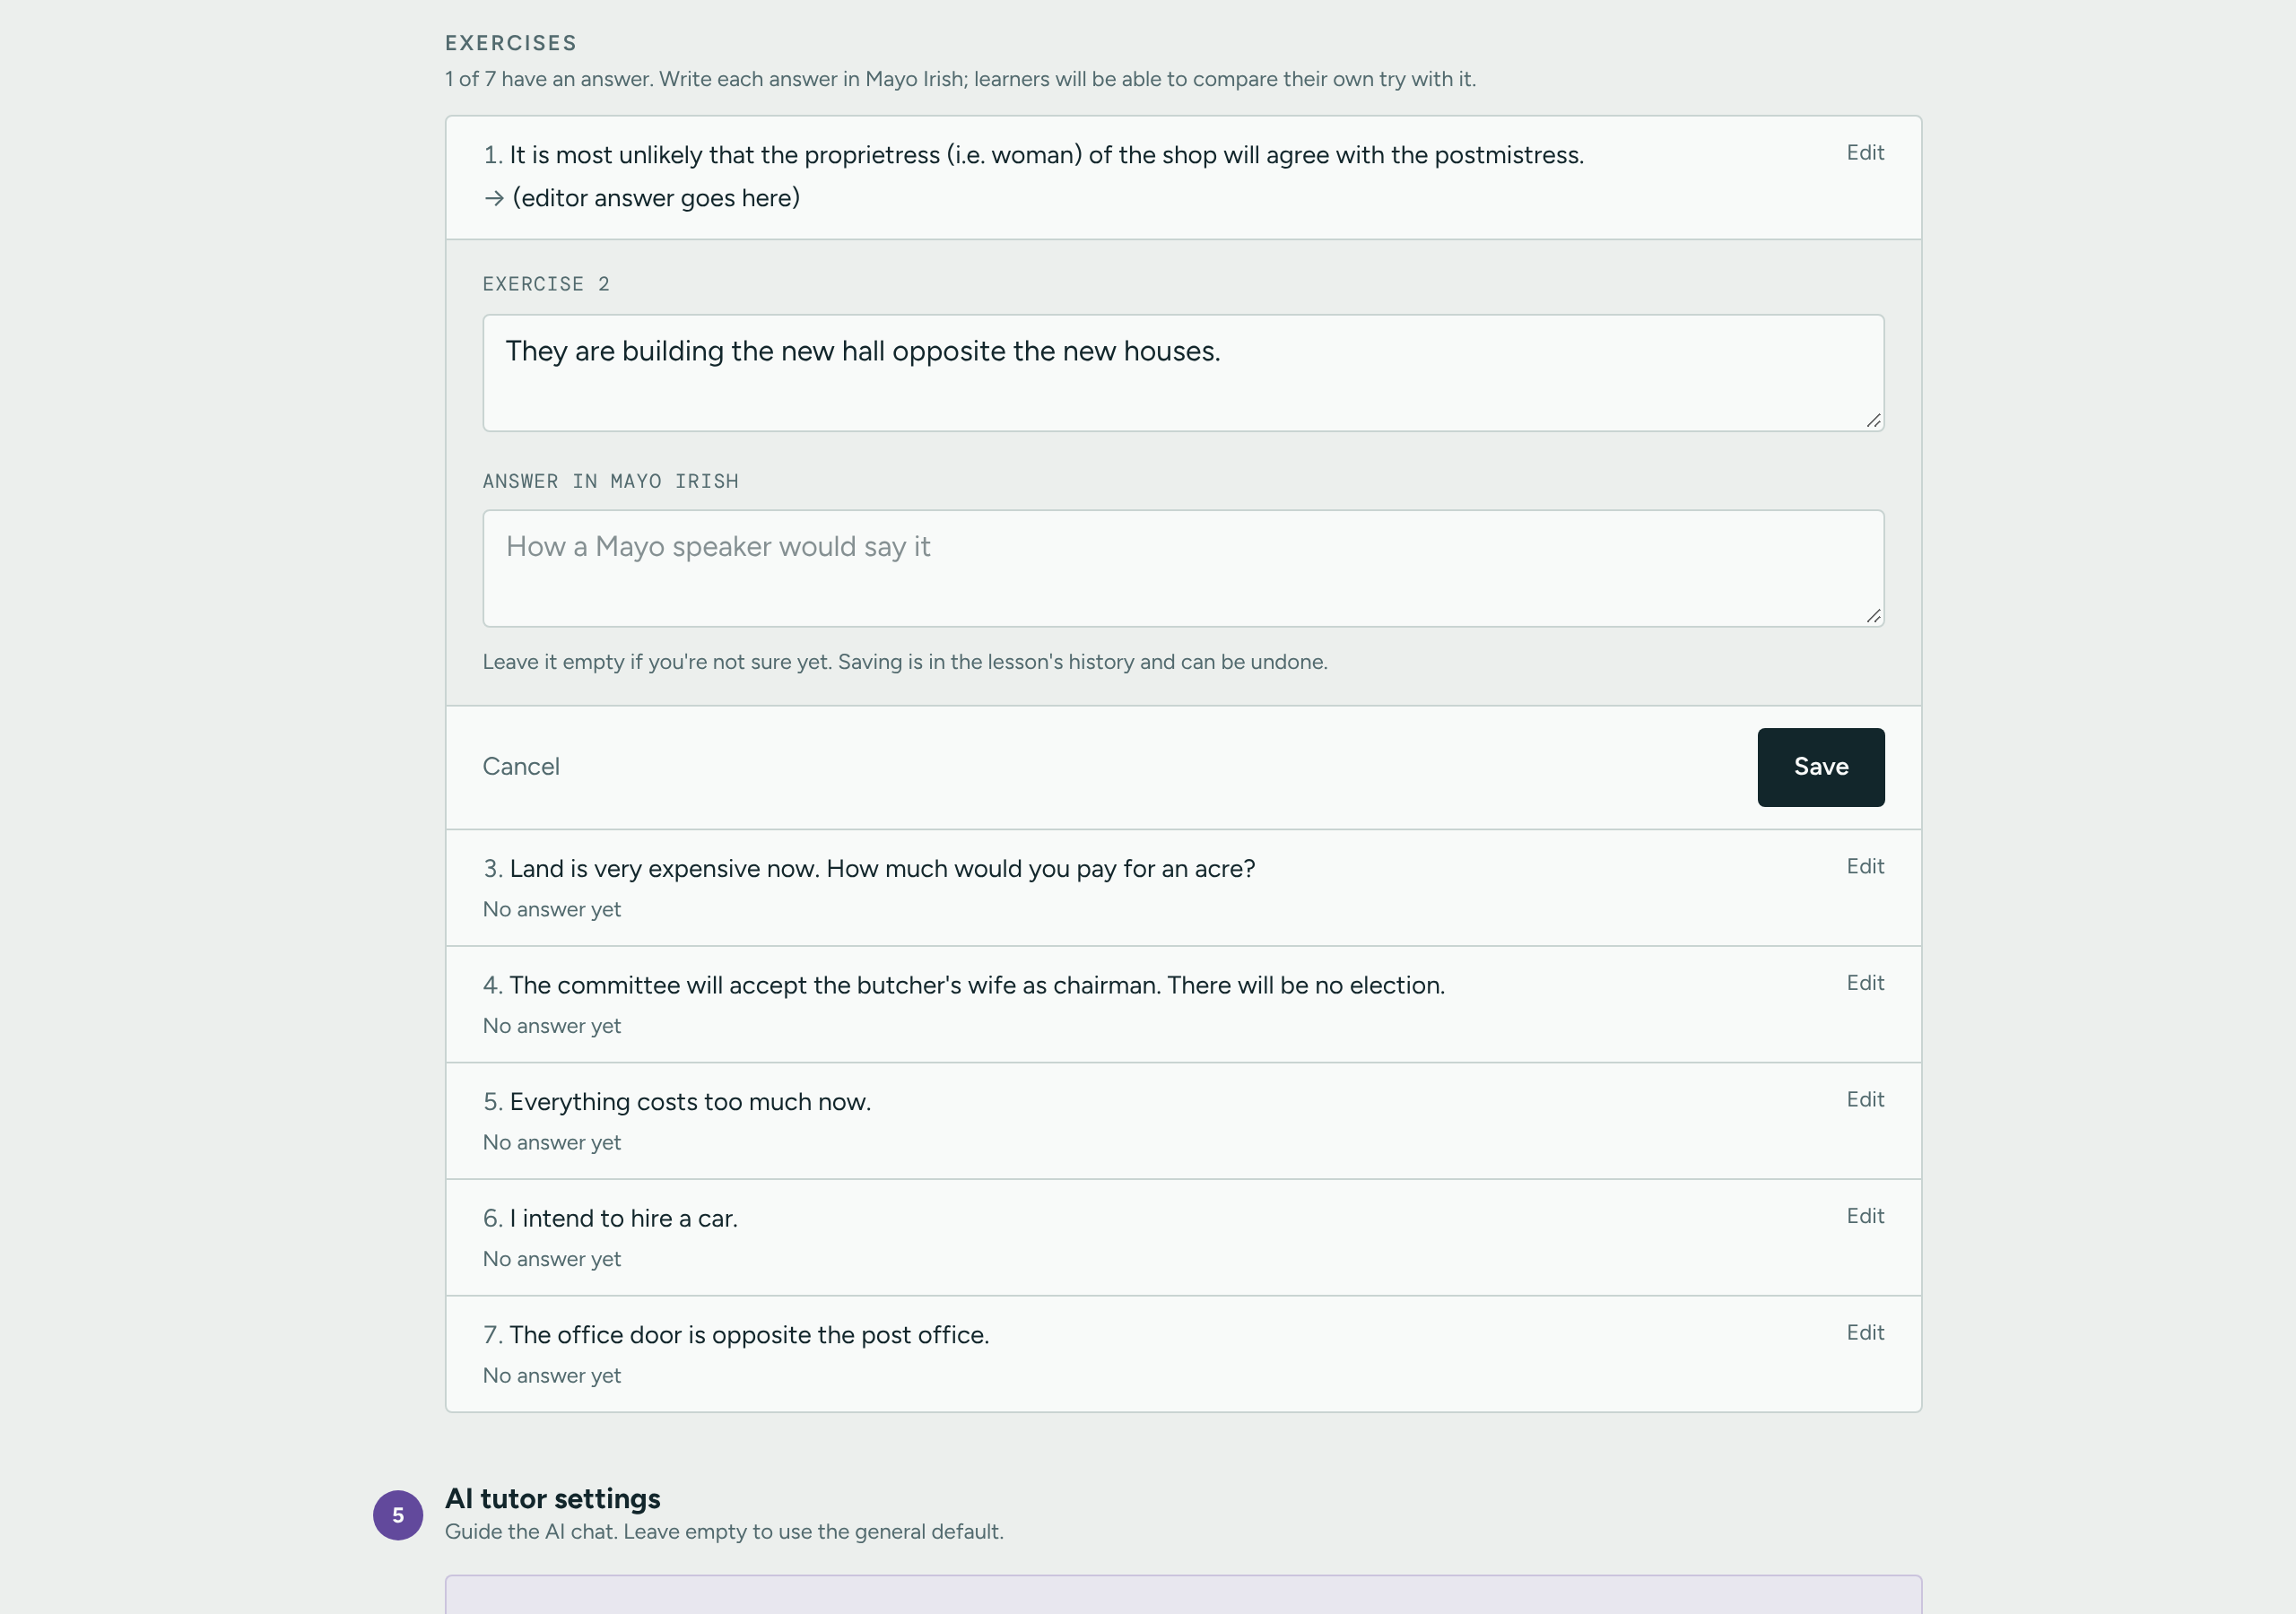 EXERCISES
1 of 7 have an answer. Write each answer in Mayo Irish; learners will be able to compare their own try with it.
1. It is most unlikely that the proprietress (i.e. woman) of the shop will agree with the postmistress.
Edit
→ (editor answer goes here)
EXERCISE 2
They are building the new hall opposite the new houses.
ANSWER IN MAYO IRISH
How a Mayo speaker would say it
Leave it empty if you're not sure yet. Saving is in the lesson's history and can be undone.
Cancel
Save
3. Land is very expensive now. How much would you pay for an acre?
Edit
No answer yet
4. The committee will accept the butcher's wife as chairman. There will be no election.
Edit
No answer yet
5. Everything costs too much now.
Edit
No answer yet
6. I intend to hire a car.
Edit
No answer yet
7. The office door is opposite the post office.
Edit
No answer yet
5
AI tutor settings
Guide the AI chat. Leave empty to use the general default.